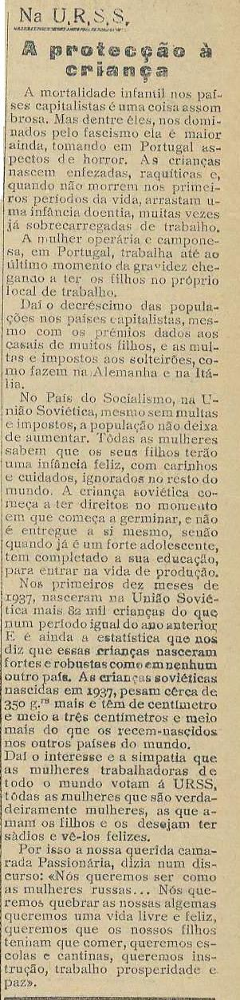 Na U.R.S.S.
A protecção à
criança
A mortalidade infantil nos paí-
ses capitalistas é uma coisa assom
brosa. Mas dentre êles, nos domi-
nados pelo fascismo ela é maior
ainda, tomando em Portugal as-
pectos de horror. As crianças
nascem enfezadas, raquíticas e,
quando não morrem nos primei-
ros períodos da vida, arrastam u-
ma infância doentia, muitas vezes
já sobrecarregadas de trabalho.
A mulher operária e campone-
sa, em Portugal, trabalha até ao
último momento da gravidez che-
gando a ter os filhos no próprio
local de trabalho.
Daí o decréscimo das popula-
ções nos países capitalistas, mes-
mo com os prémios dados aos
casais de muitos filhos, e as mul-
tas e impostos aos solteirões, co-
mo fazem na Alemanha e na Itá-
lia.
No País do Socialismo, na U-
nião Soviética, mesmo sem multas
e impostos, a população não deixa
de aumentar. Tôdas as mulheres
sabem que os seus filhos terão
uma infância feliz, com carinhos
e cuidados, ignorados no resto do
mundo. A criança soviética co-
meça a ter direitos no momento
em que começa a germinar, e não
é entregue a si mesmo, senão
quando já é um forte adolescente,
tem completado a sua educação,
para entrar na vida de produção.
Nos primeiros dez meses de
1937, nasceram na União Sovié-
tica mais 82 mil crianças do que
num período igual do ano anterior
E é ainda a estatística que nos
diz que essas crianças nasceram
fortes e robustas como em nenhum
outro país. As crianças soviéticas
nascidas em 1937, pesam cêrca de
350 g.rs mais e têm de centímetro
e meio a três centímetros e meio
mais do que os recem-nascidos
nos outros países do mundo.
Daí o interesse e a simpatia que
as mulheres trabalhadoras de
todo o mundo votam á URSS,
tôdas as mulheres que são verda-
deiramente mulheres, as que a-
mam os filhos e os desejam ter
sàdios e vê-los felizes.
Por isso a nossa querida cama-
rada Passionária, dizia num dis-
curso: «Nós queremos ser como
as mulheres russas... Nós que-
remos quebrar as nossas algemas
queremos uma vida livre e feliz,
queremos que os nossos filhos
tenham que comer, queremos es-
colas e cantinas, queremos ins-
trução, trabalho prosperidade e
paz».